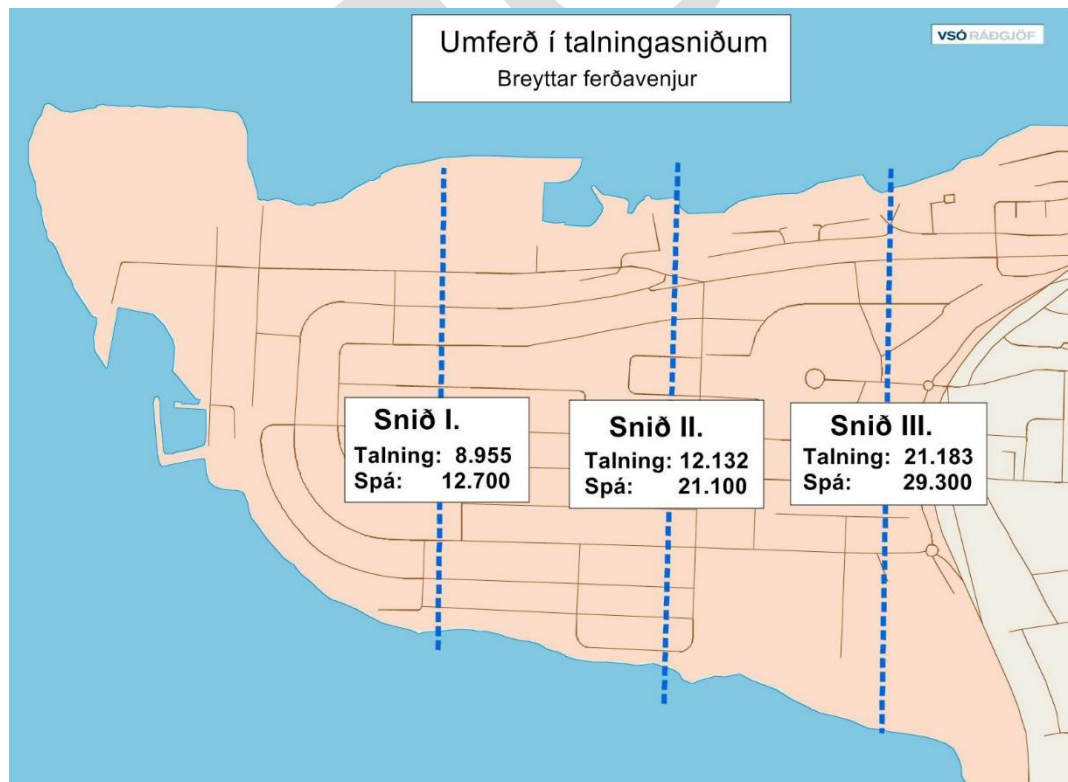 Umferð í talningasniðum
Breyttar ferðavenjur
VSÓ RÁÐGJÖF
Snið I.
Talning: 8.955
Spá: 12.700
Snið II.
Talning: 12.132
Spá: 21.100
Snið III.
Talning: 21.183
Spá: 29.300